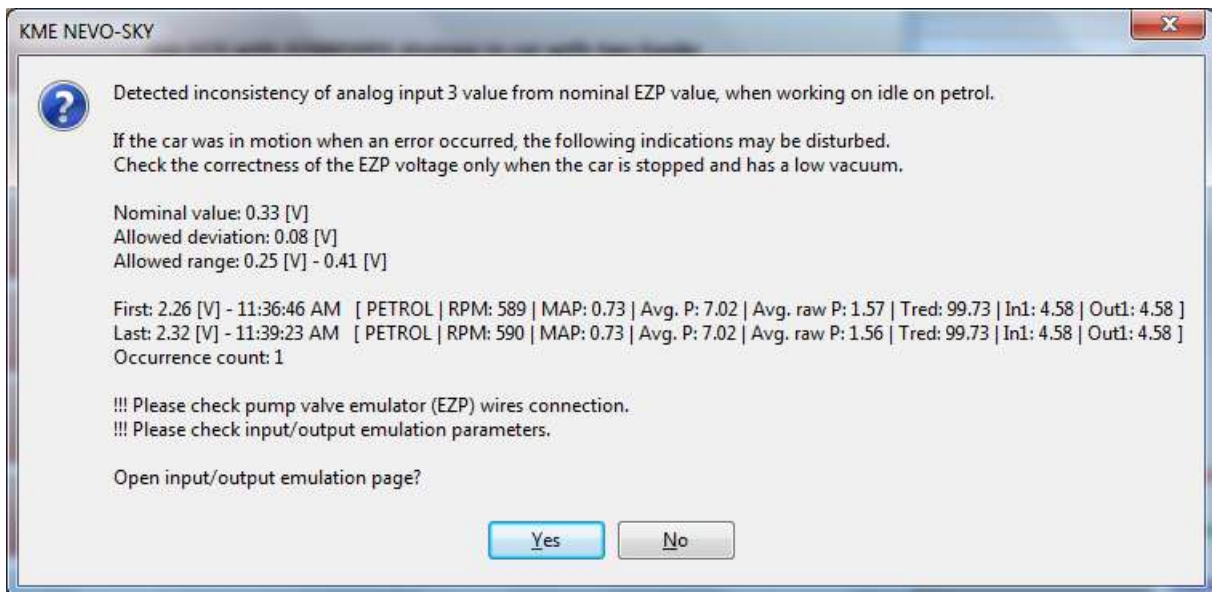 KME NEVO-SKY
Detected inconsistency of analog input 3 value from nominal EZP value, when working on idle on petrol.
If the car was in motion when an error occurred, the following indications may be disturbed.
Check the correctness of the EZP voltage only when the car is stopped and has a low vacuum.
Nominal value: 0.33 [V]
Allowed deviation: 0.08 [V]
Allowed range: 0.25 [V] - 0.41 [V]
First: 2.26 [V] - 11:36:46 AM [ PETROL | RPM: 589 | MAP: 0.73 | Avg. P: 7.02 | Avg. raw P: 1.57 | Tred: 99.73 | In1: 4.58 | Out1: 4.58 ]
Last: 2.32 [V] - 11:39:23 AM [ PETROL | RPM: 590 | MAP: 0.73 | Avg. P: 7.02 | Avg. raw P: 1.56 | Tred: 99.73 | In1: 4.58 | Out1: 4.58 ]
Occurrence count: 1
!!! Please check pump valve emulator (EZP) wires connection.
!!! Please check input/output emulation parameters.
Open input/output emulation page?
Yes No